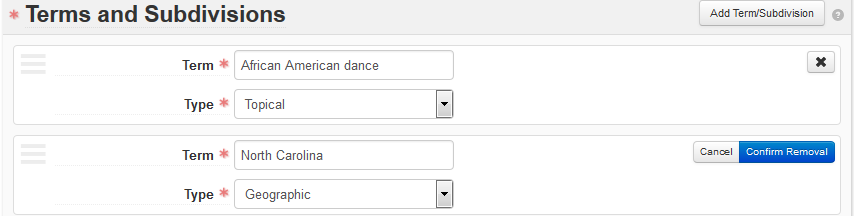 * Terms and Subdivisions Add Term/Subdivision ?
Term * African American dance ✖
Type * Topical
Term * North Carolina Cancel Confirm Removal
Type * Geographic